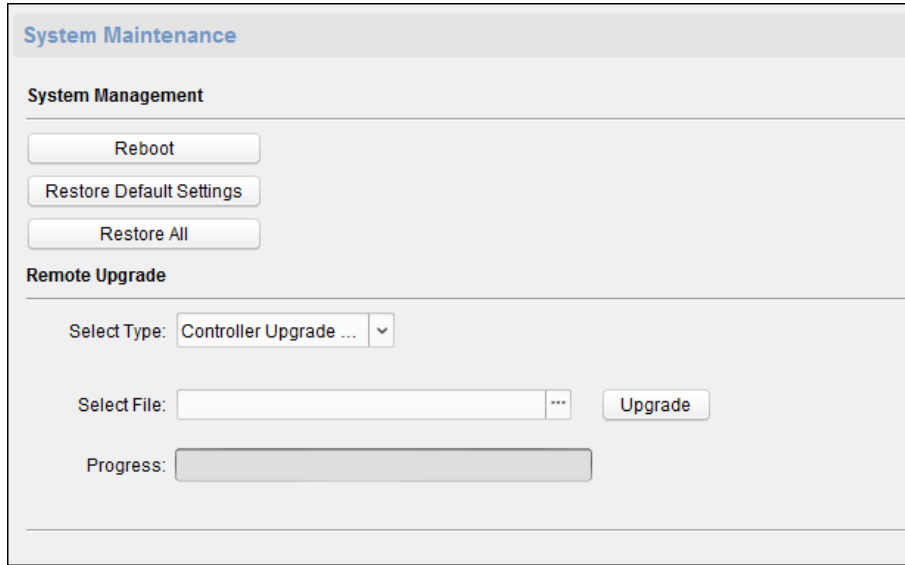 System Maintenance
System Management
Reboot
Restore Default Settings
Restore All
Remote Upgrade
Select Type: Controller Upgrade ...
Select File: ... Upgrade
Progress: